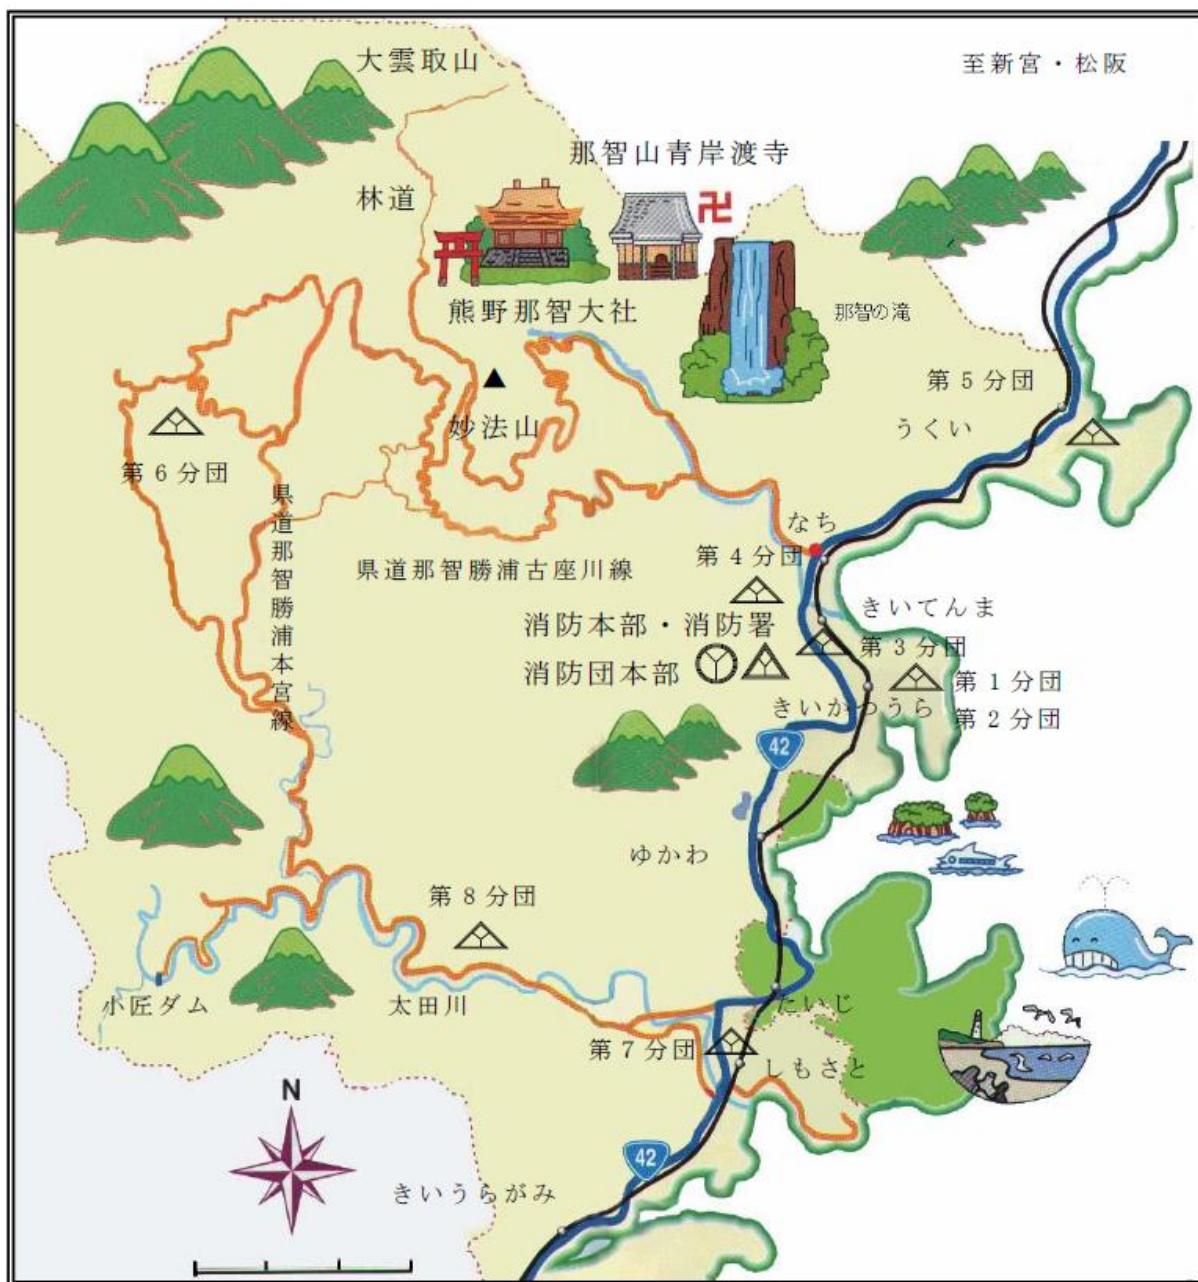 大雲取山
至新宮・松阪
那智山青岸渡寺
林道
熊野那智大社
那智の滝
第5分団
うくい
妙法山
第6分団
県道那智勝浦本宮線
なち
第4分団
県道那智勝浦古座川線
きいてんま
消防本部・消防署
第3分団
消防団本部
第1分団
きいかつうら
第2分団
42
ゆかわ
第8分団
小匠ダム
太田川
たいじ
第7分団
しもさと
N
42
きいうらがみ